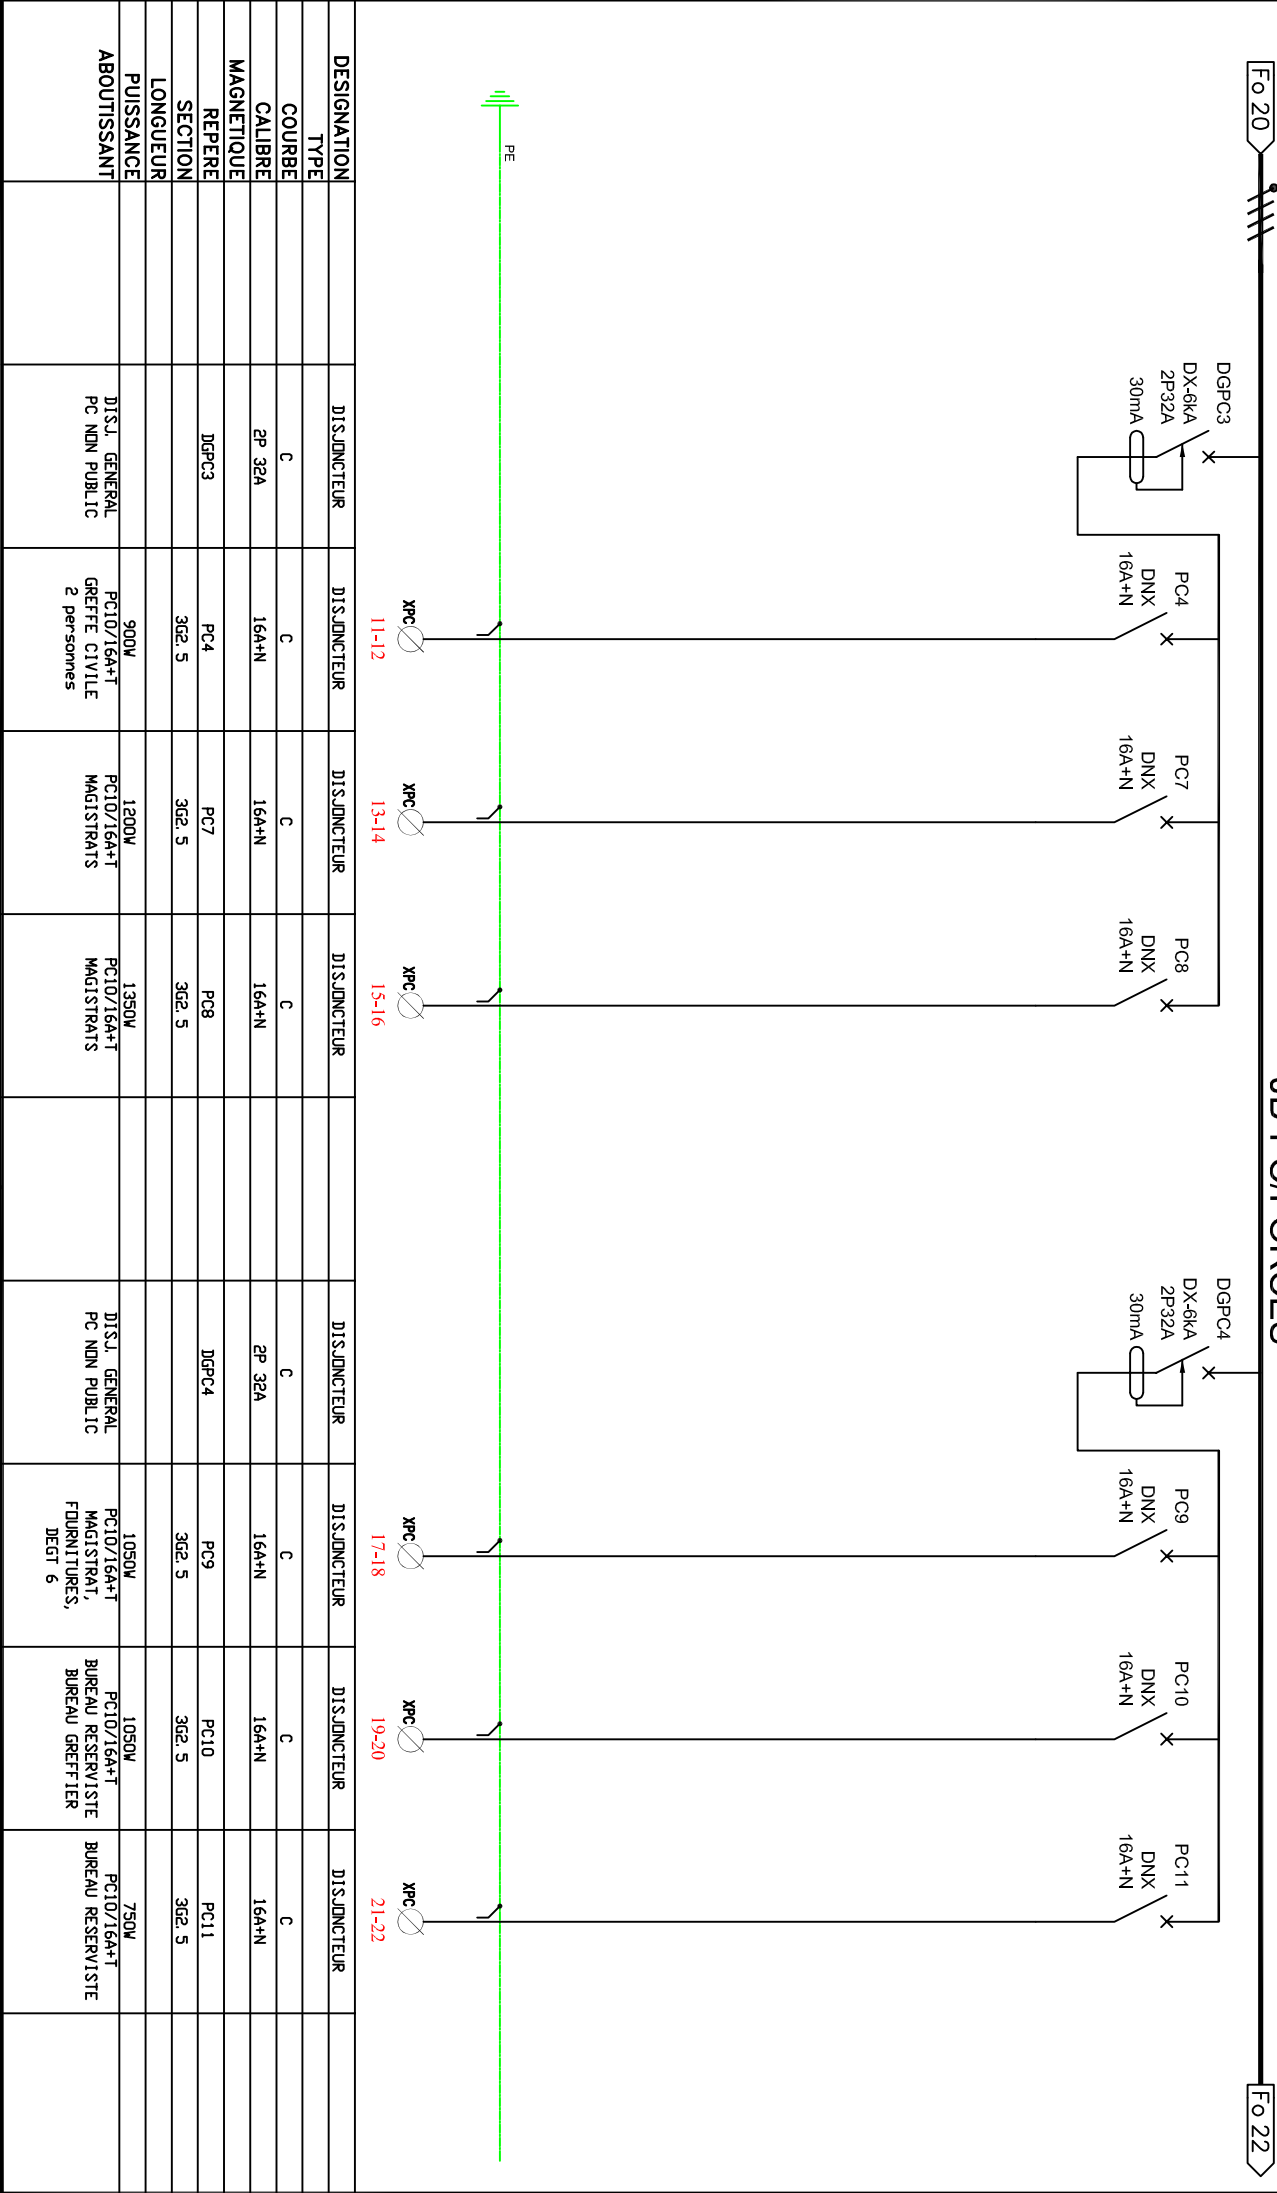 Fo 20
Fo 22
DGPC3
DX-6kA
2P32A
30mA
PC4
DNX
16A+N
PC7
DNX
16A+N
PC8
DNX
16A+N
DGPC4
DX-6kA
2P32A
30mA
PC9
DNX
16A+N
PC10
DNX
16A+N
PC11
DNX
16A+N
PE
XPC
11-12
XPC
13-14
XPC
15-16
XPC
17-18
XPC
19-20
XPC
21-22
DESIGNATION DISJONCTEUR DISJONCTEUR DISJONCTEUR DISJONCTEUR DISJONCTEUR DISJONCTEUR DISJONCTEUR DISJONCTEUR
TYPE
COURBE C C C C C C C C
CALIBRE 2P 32A 16A+N 16A+N 16A+N 2P 32A 16A+N 16A+N 16A+N
MAGNETIQUE
REPERE DGPC3 PC4 PC7 PC8 DGPC4 PC9 PC10 PC11
SECTION 3G2.5 3G2.5 3G2.5 3G2.5 3G2.5 3G2.5
LONGUEUR
PUISSANCE 900W 1200W 1350W 1050W 1050W 750W
ABOUTISSANT
DISJ. GENERAL
PC NON PUBLIC
PC10/16A+T
GREFFE CIVILE
2 personnes
PC10/16A+T
MAGISTRATS
PC10/16A+T
MAGISTRATS
DISJ. GENERAL
PC NON PUBLIC
PC10/16A+T
MAGISTRAT,
FOURNITURES,
DEGT 6
PC10/16A+T
BUREAU RESERVISTE
BUREAU GREFFIER
PC10/16A+T
BUREAU RESERVISTE